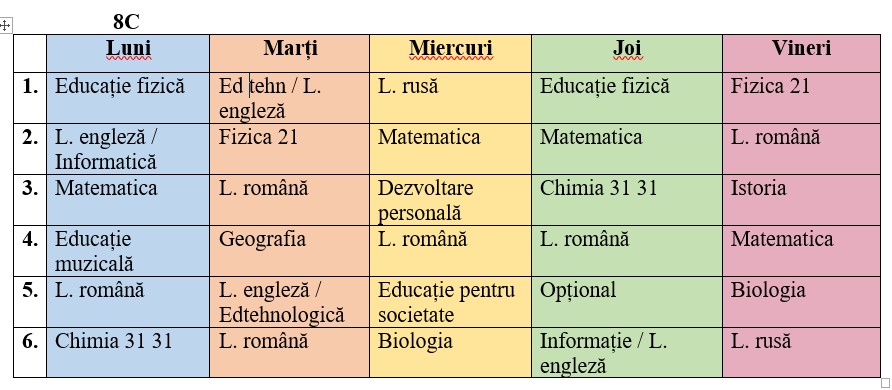 8C
Luni Marți Miercuri Joi Vineri
1. Educație fizică Ed tehn / L. engleză L. rusă Educație fizică Fizica 21
2. L. engleză / Informatică Fizica 21 Matematica Matematica L. română
3. Matematica L. română Dezvoltare personală Chimia 31 31 Istoria
4. Educație muzicală Geografia L. română L. română Matematica
5. L. română L. engleză / Edtehnologică Educație pentru societate Opțional Biologia
6. Chimia 31 31 L. română Biologia Informație / L. engleză L. rusă